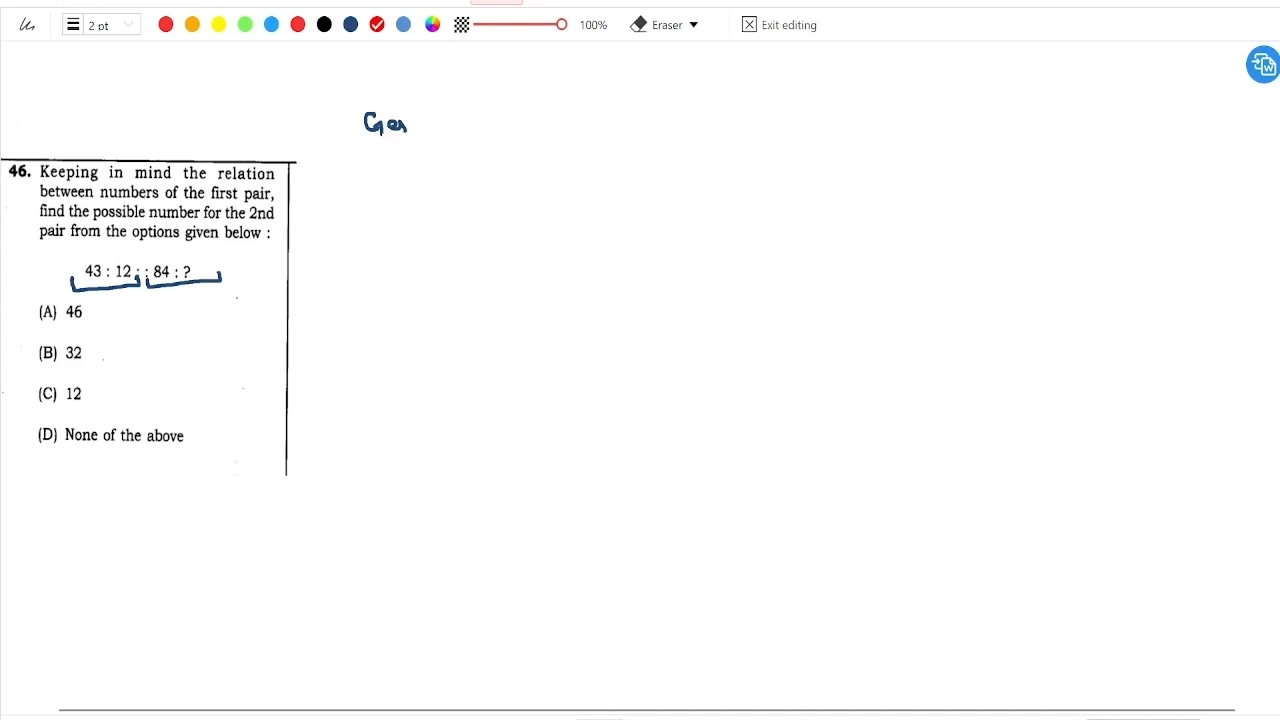 2 pt
100%
Eraser
Exit editing
46. Keeping in mind the relation
between numbers of the first pair,
find the possible number for the 2nd
pair from the options given below :
43 : 12 : : 84 : ?
(A) 46
(B) 32
(C) 12
(D) None of the above